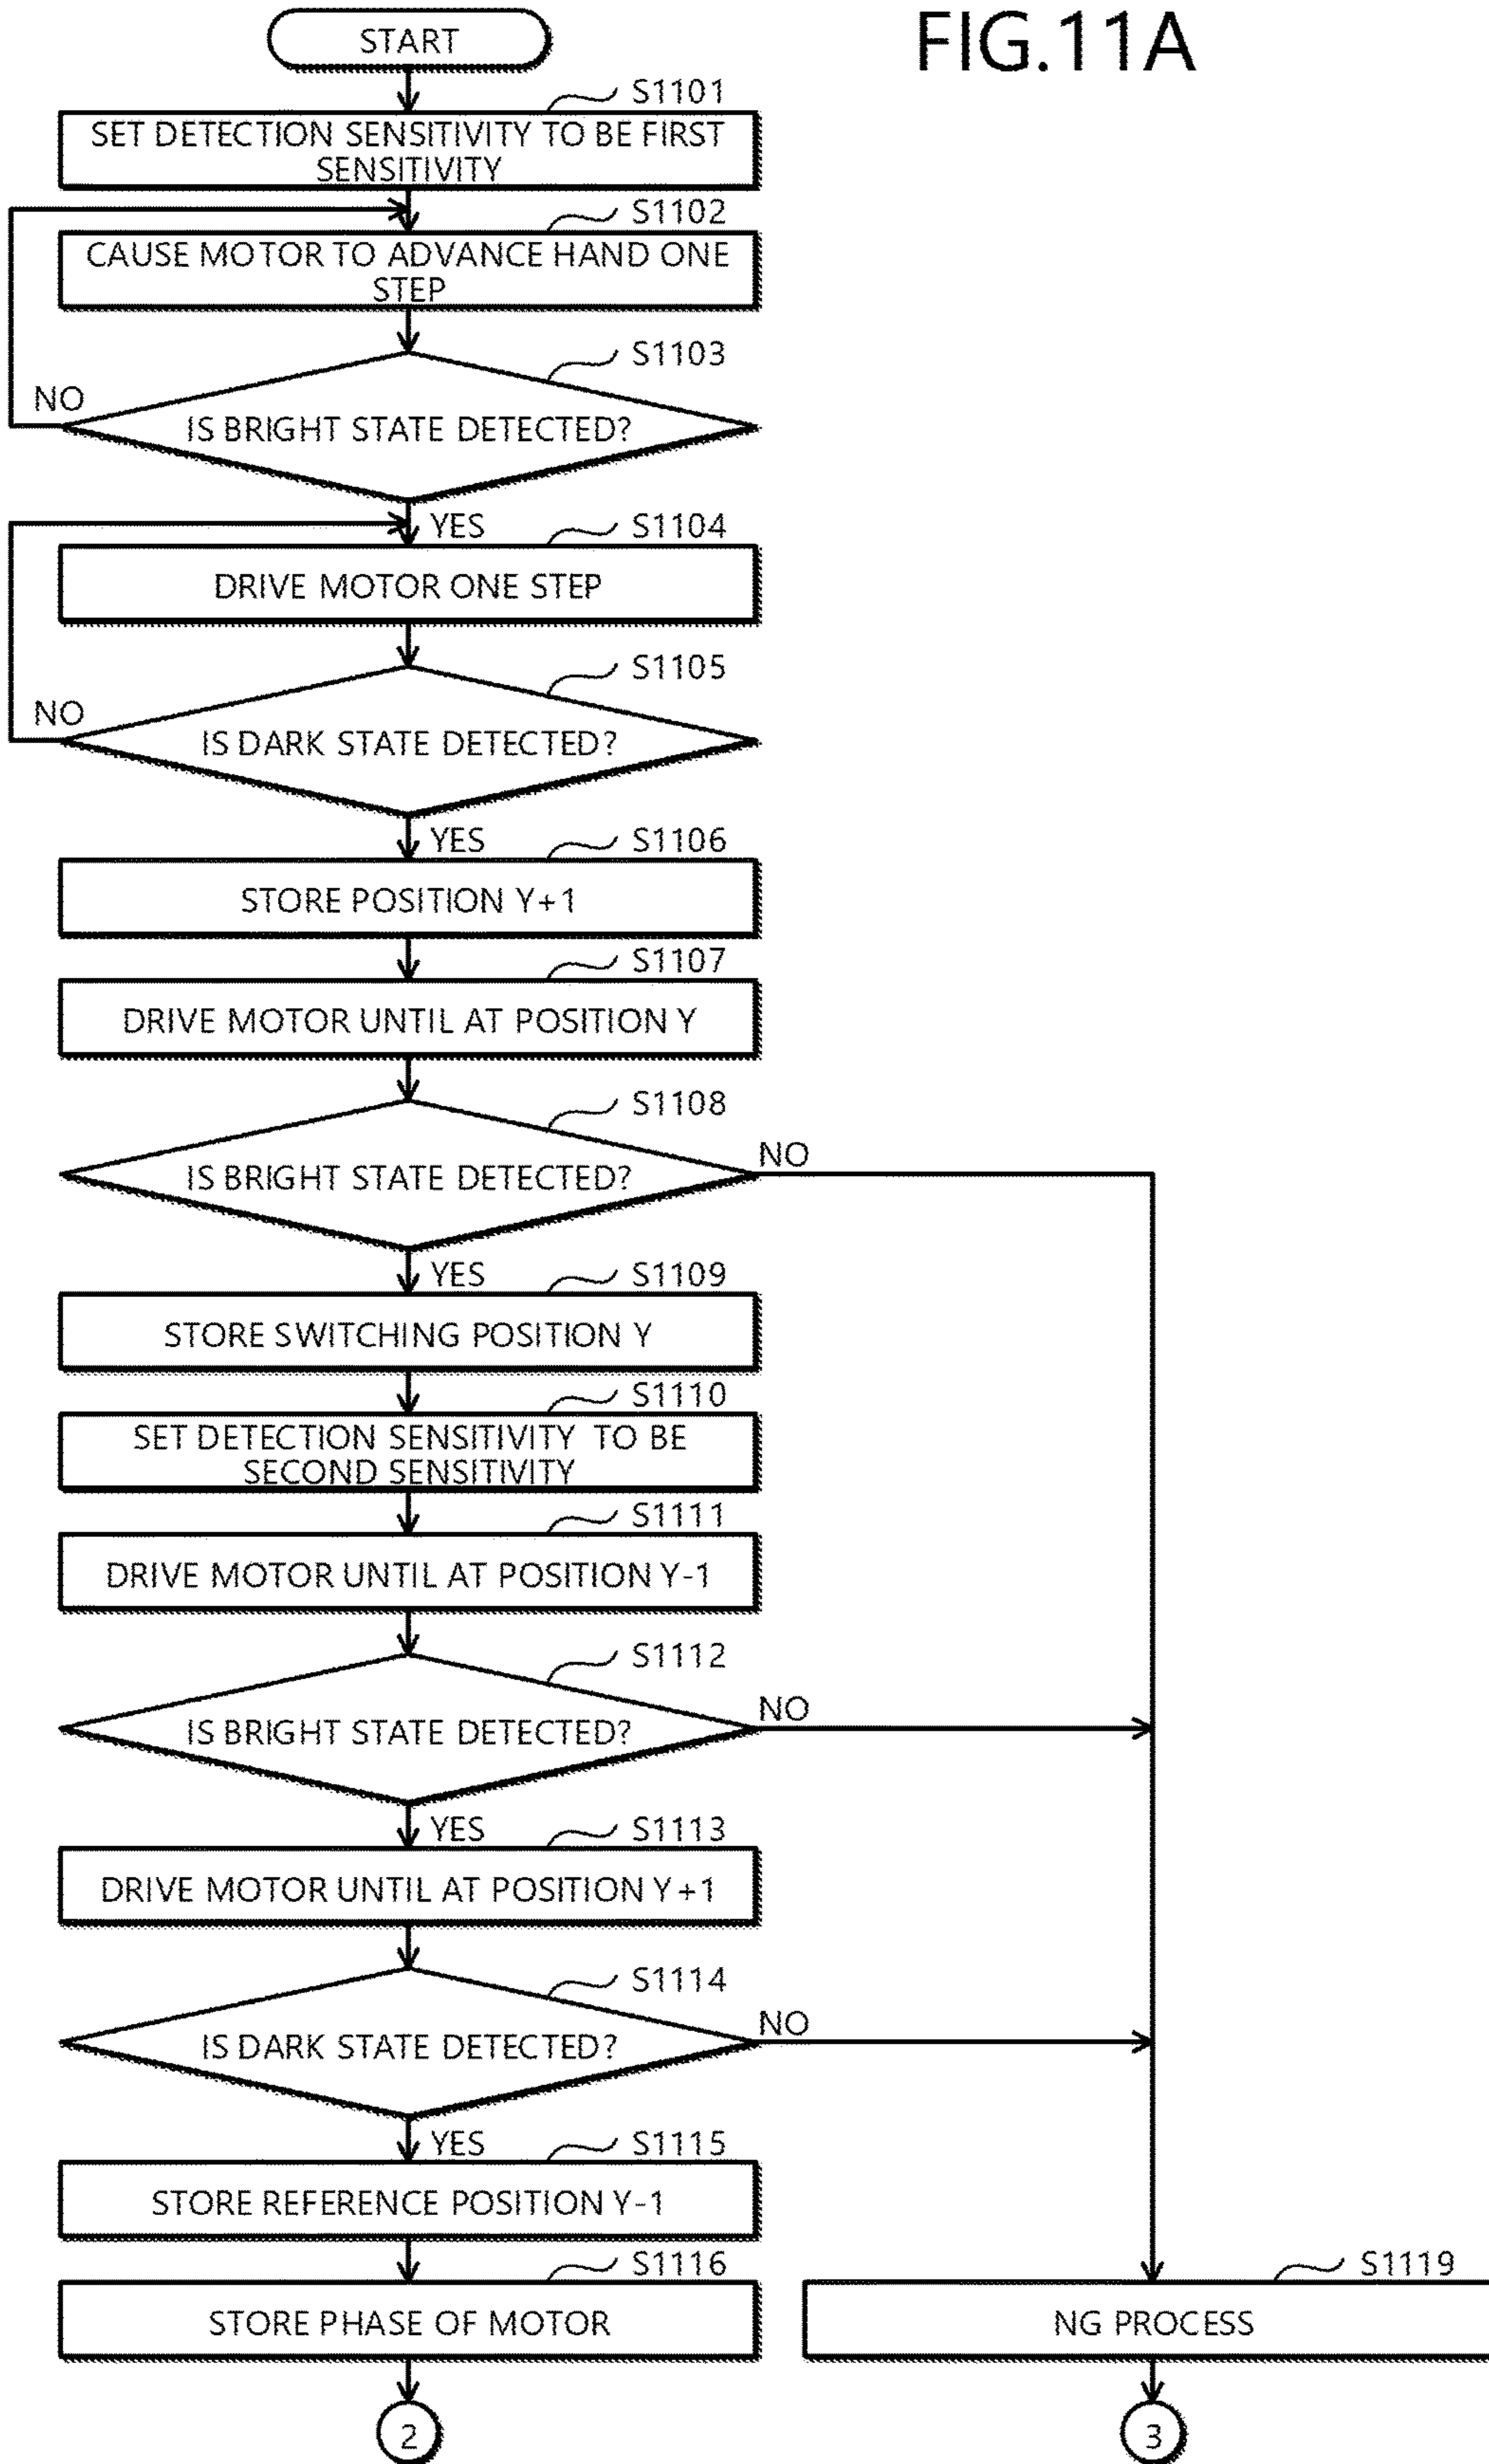 FIG.11A
START
S1101
SET DETECTION SENSITIVITY TO BE FIRST
SENSITIVITY
S1102
CAUSE MOTOR TO ADVANCE HAND ONE
STEP
S1103
NO
IS BRIGHT STATE DETECTED?
YES
S1104
DRIVE MOTOR ONE STEP
S1105
NO
IS DARK STATE DETECTED?
YES
S1106
STORE POSITION Y+1
S1107
DRIVE MOTOR UNTIL AT POSITION Y
S1108
NO
IS BRIGHT STATE DETECTED?
YES
S1109
STORE SWITCHING POSITION Y
S1110
SET DETECTION SENSITIVITY TO BE
SECOND SENSITIVITY
S1111
DRIVE MOTOR UNTIL AT POSITION Y-1
S1112
NO
IS BRIGHT STATE DETECTED?
YES
S1113
DRIVE MOTOR UNTIL AT POSITION Y+1
S1114
NO
IS DARK STATE DETECTED?
YES
S1115
STORE REFERENCE POSITION Y-1
S1116
STORE PHASE OF MOTOR
S1119
NG PROCESS
2
3